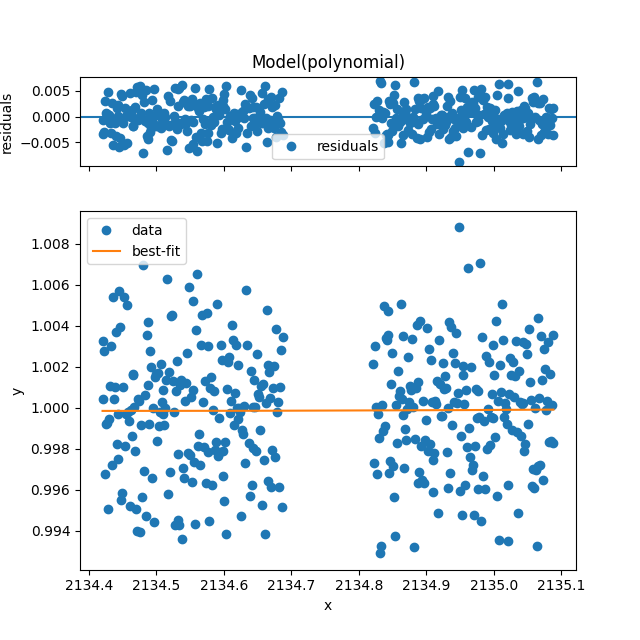 Model(polynomial)
residuals
0.005
0.000
−0.005
residuals
data
best-fit
y
1.008
1.006
1.004
1.002
1.000
0.998
0.996
0.994
2134.4 2134.5 2134.6 2134.7 2134.8 2134.9 2135.0 2135.1
x